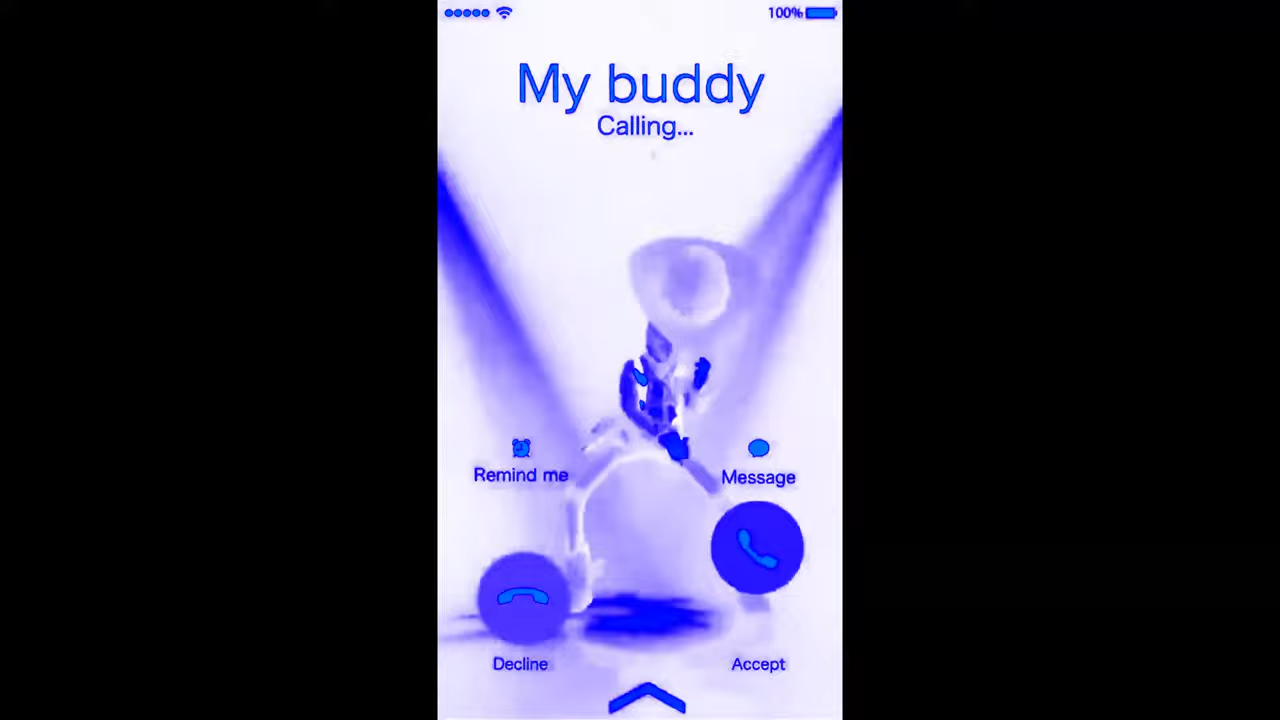 100%
My buddy
Calling...
Remind me
Message
Decline
Accept